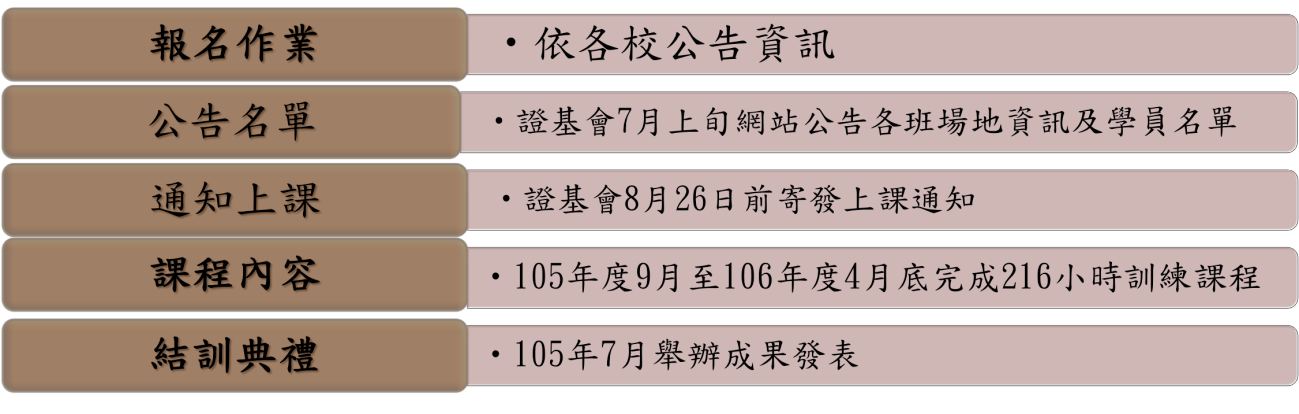 報名作業
・依各校公告資訊
公告名單
・證基會7月上旬網站公告各班場地資訊及學員名單
通知上課
・證基會8月26日前寄發上課通知
課程內容
・105年度9月至106年度4月底完成216小時訓練課程
結訓典禮
・105年7月舉辦成果發表